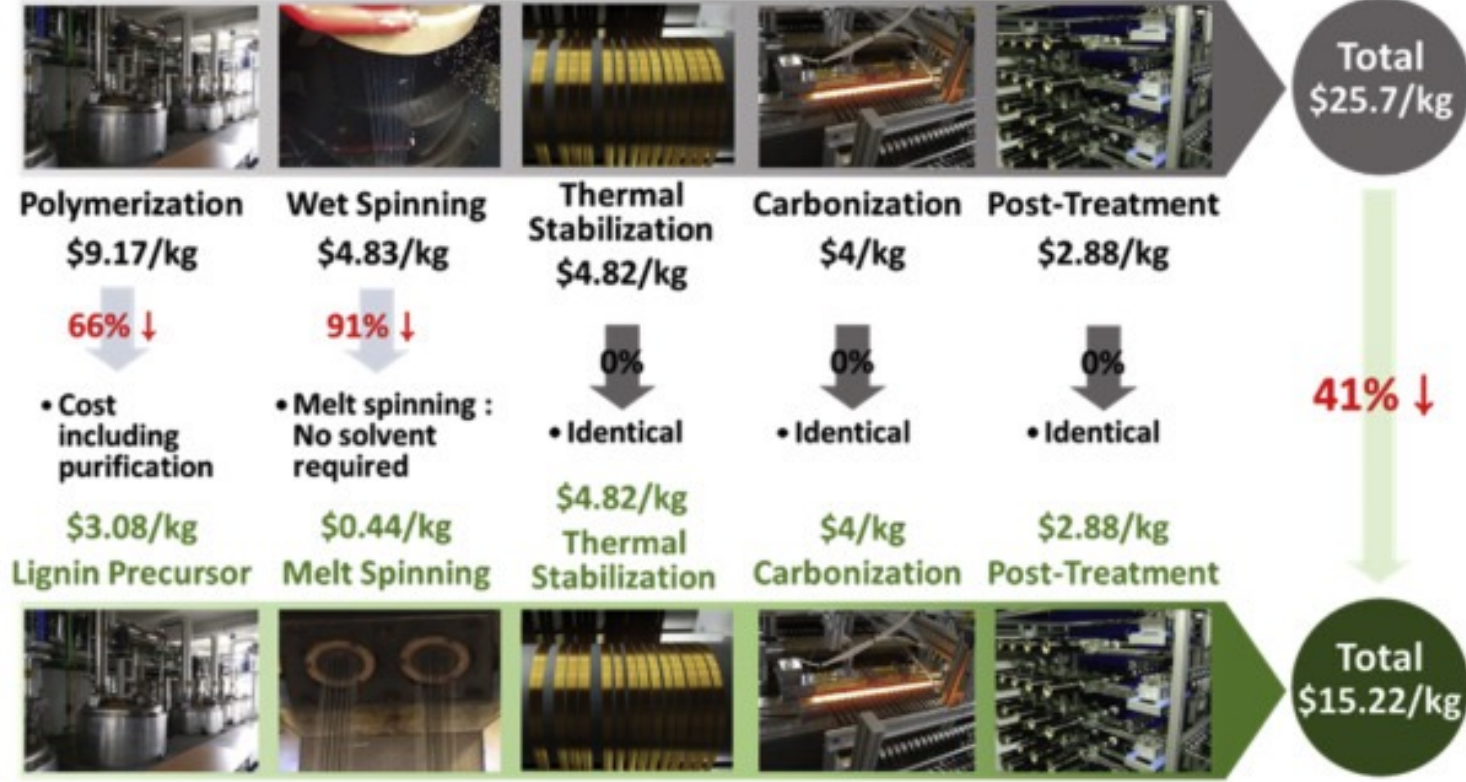 Total
$25.7/kg
Polymerization
$9.17/kg
Wet Spinning
$4.83/kg
Thermal
Stabilization
$4.82/kg
Carbonization
$4/kg
Post-Treatment
$2.88/kg
66% ↓
91% ↓
0%
0%
0%
41% ↓
• Cost
including
purification
• Melt spinning :
No solvent
required
• Identical
• Identical
• Identical
$3.08/kg
Lignin Precursor
$0.44/kg
Melt Spinning
$4.82/kg
Thermal
Stabilization
$4/kg
Carbonization
$2.88/kg
Post-Treatment
Total
$15.22/kg